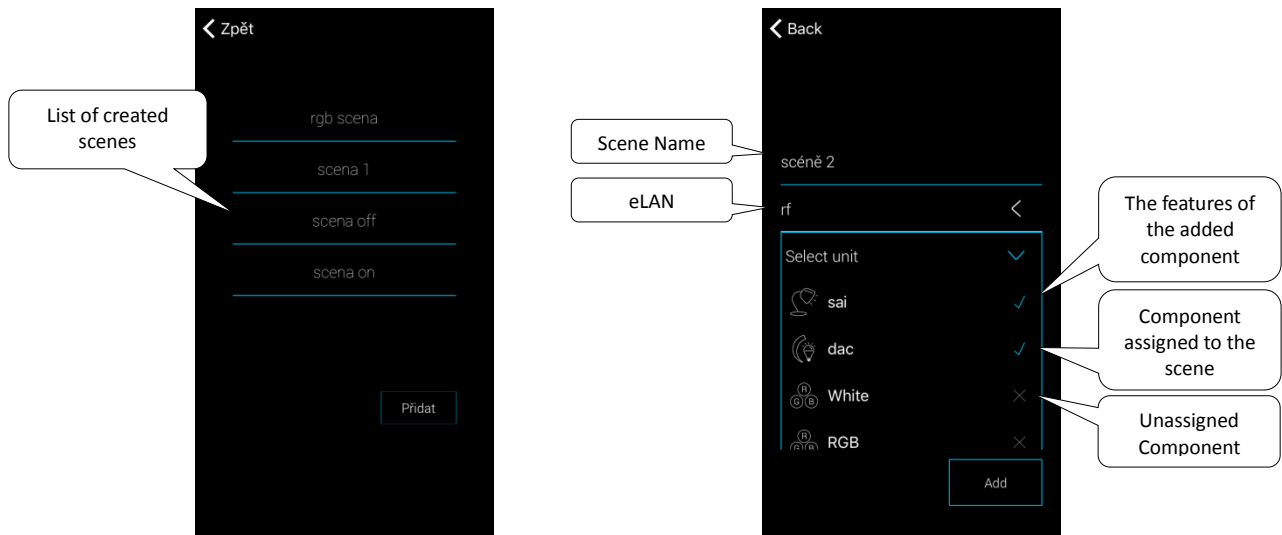 Zpět
List of created
scenes
rgb scena
scena 1
scena off
scena on
Přidat
Back
Scene Name
scéně 2
eLAN
rf
Select unit
sai
dac
R
G B
White
R
G B
RGB
Add
The features of
the added
component
Component
assigned to the
scene
Unassigned
Component